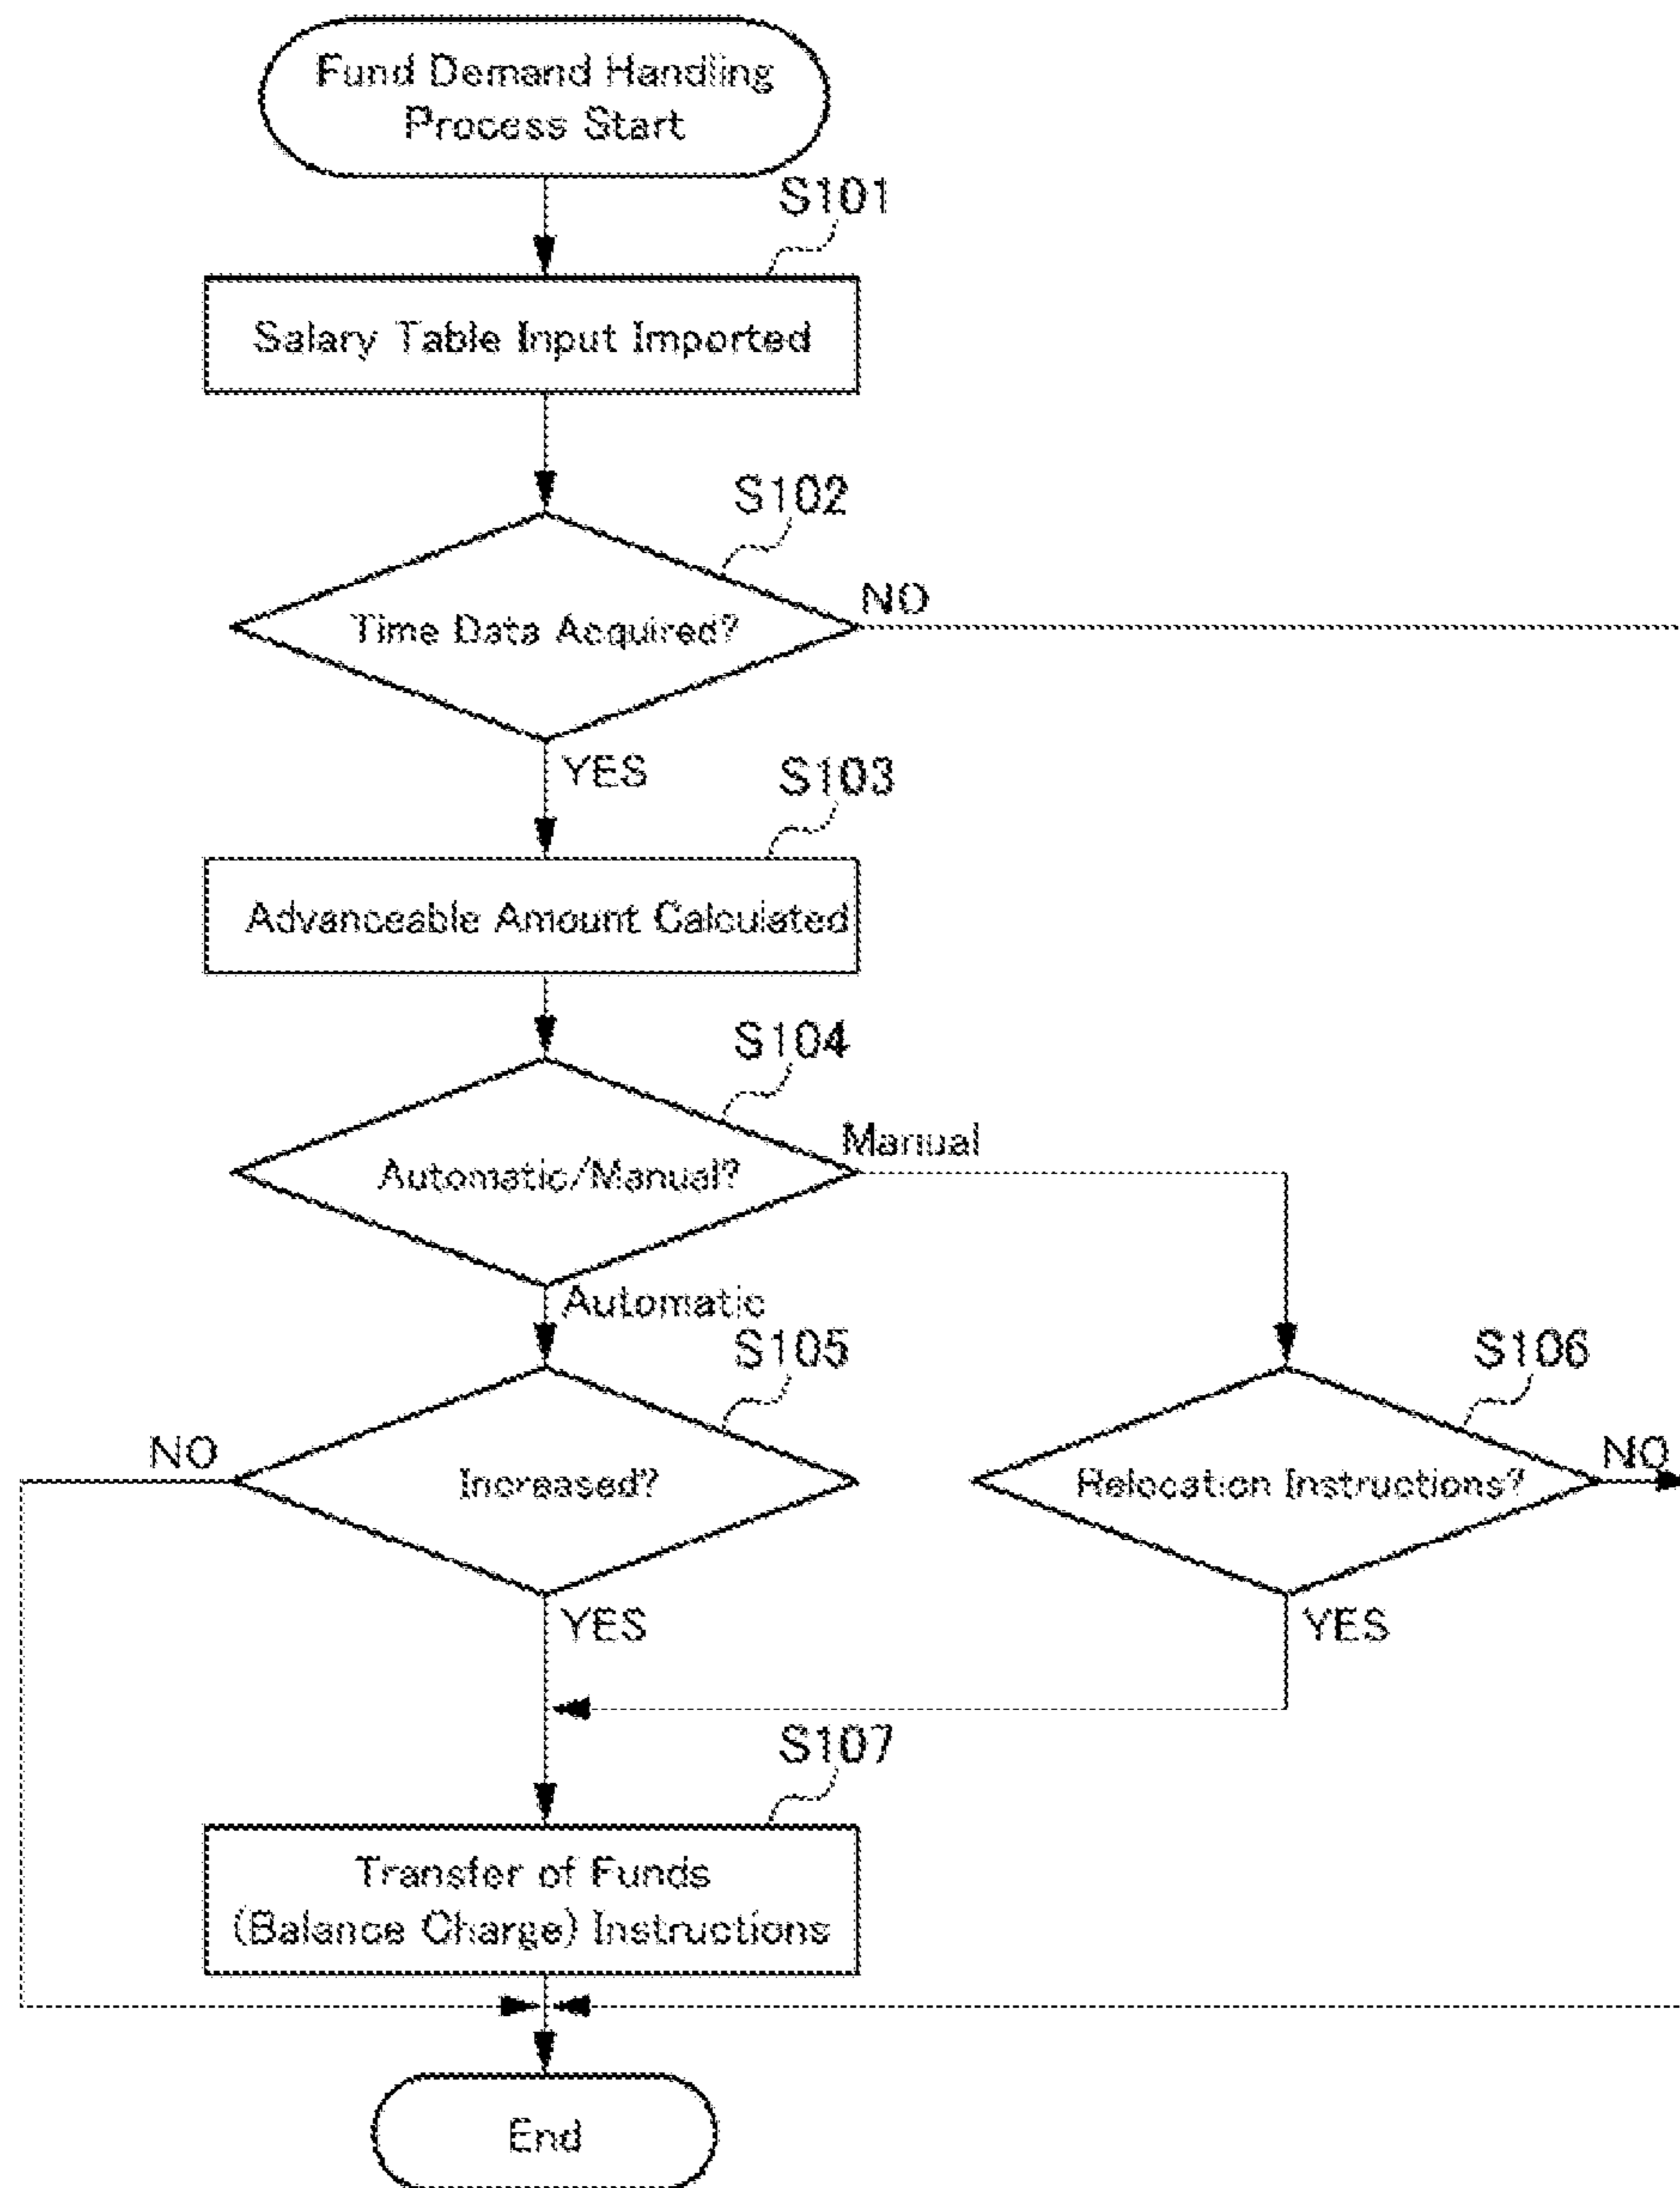 Fund Demand Handling
Process Start
S101
Salary Table Input Imported
S102
NO
Time Data Acquired?
YES
S103
Advanceable Amount Calculated
S104
Manual
Automatic/Manual?
Automatic
S105
S106
NO
Increased?
Relocation Instructions?
NO
YES
YES
S107
Transfer of Funds
(Balance Charge) Instructions
End